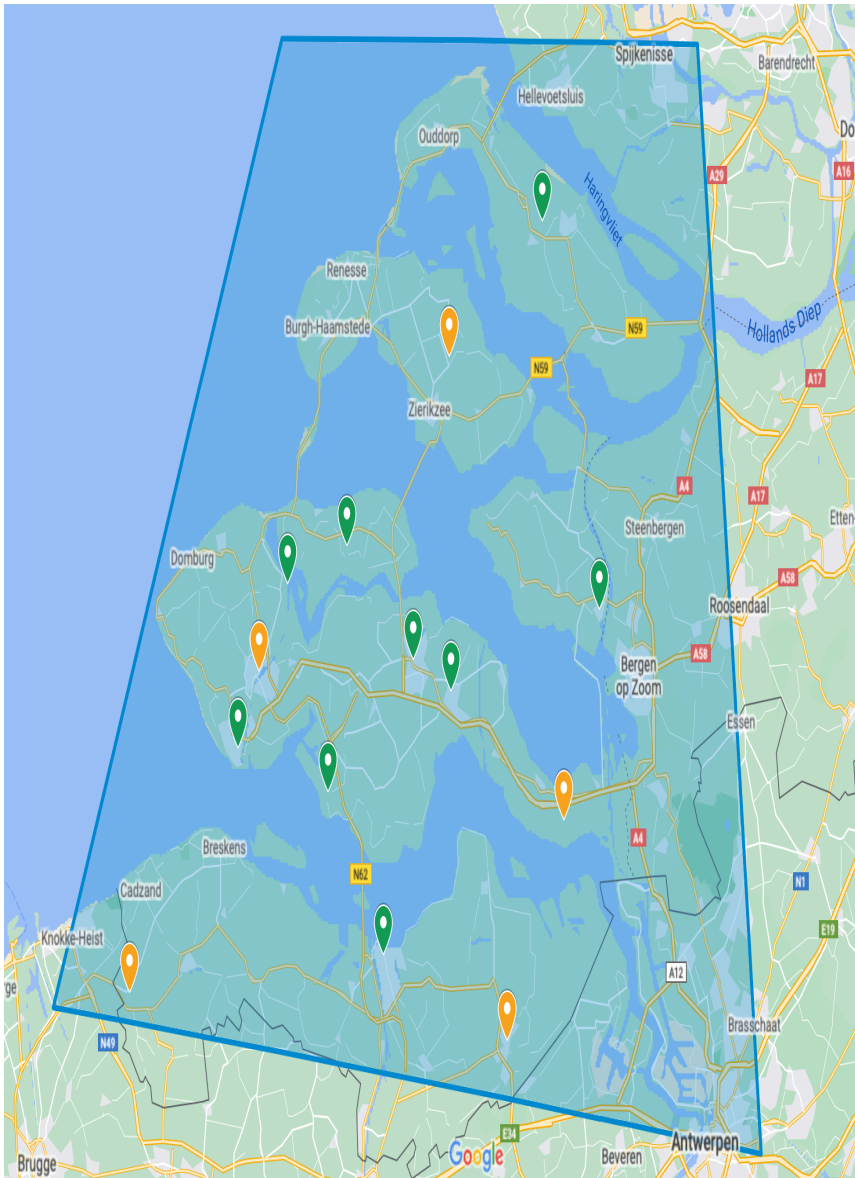 Spijkenisse
Barendrecht
Hellevoetsluis
Do
Ouddorp
A29
A16
Haringvliet
Renesse
Burgh-Haamstede
N59
Hollands Diep
N59
A17
Zierikzee
A4
A17
Etten-
Steenbergen
Domburg
A58
Roosendaal
A58
Bergen
op Zoom
Essen
A4
Breskens
N62
N1
Cadzand
E19
Knokke-Heist
A12
ge
Brasschaat
N49
E34
Antwerpen
Google
Beveren
Brugge